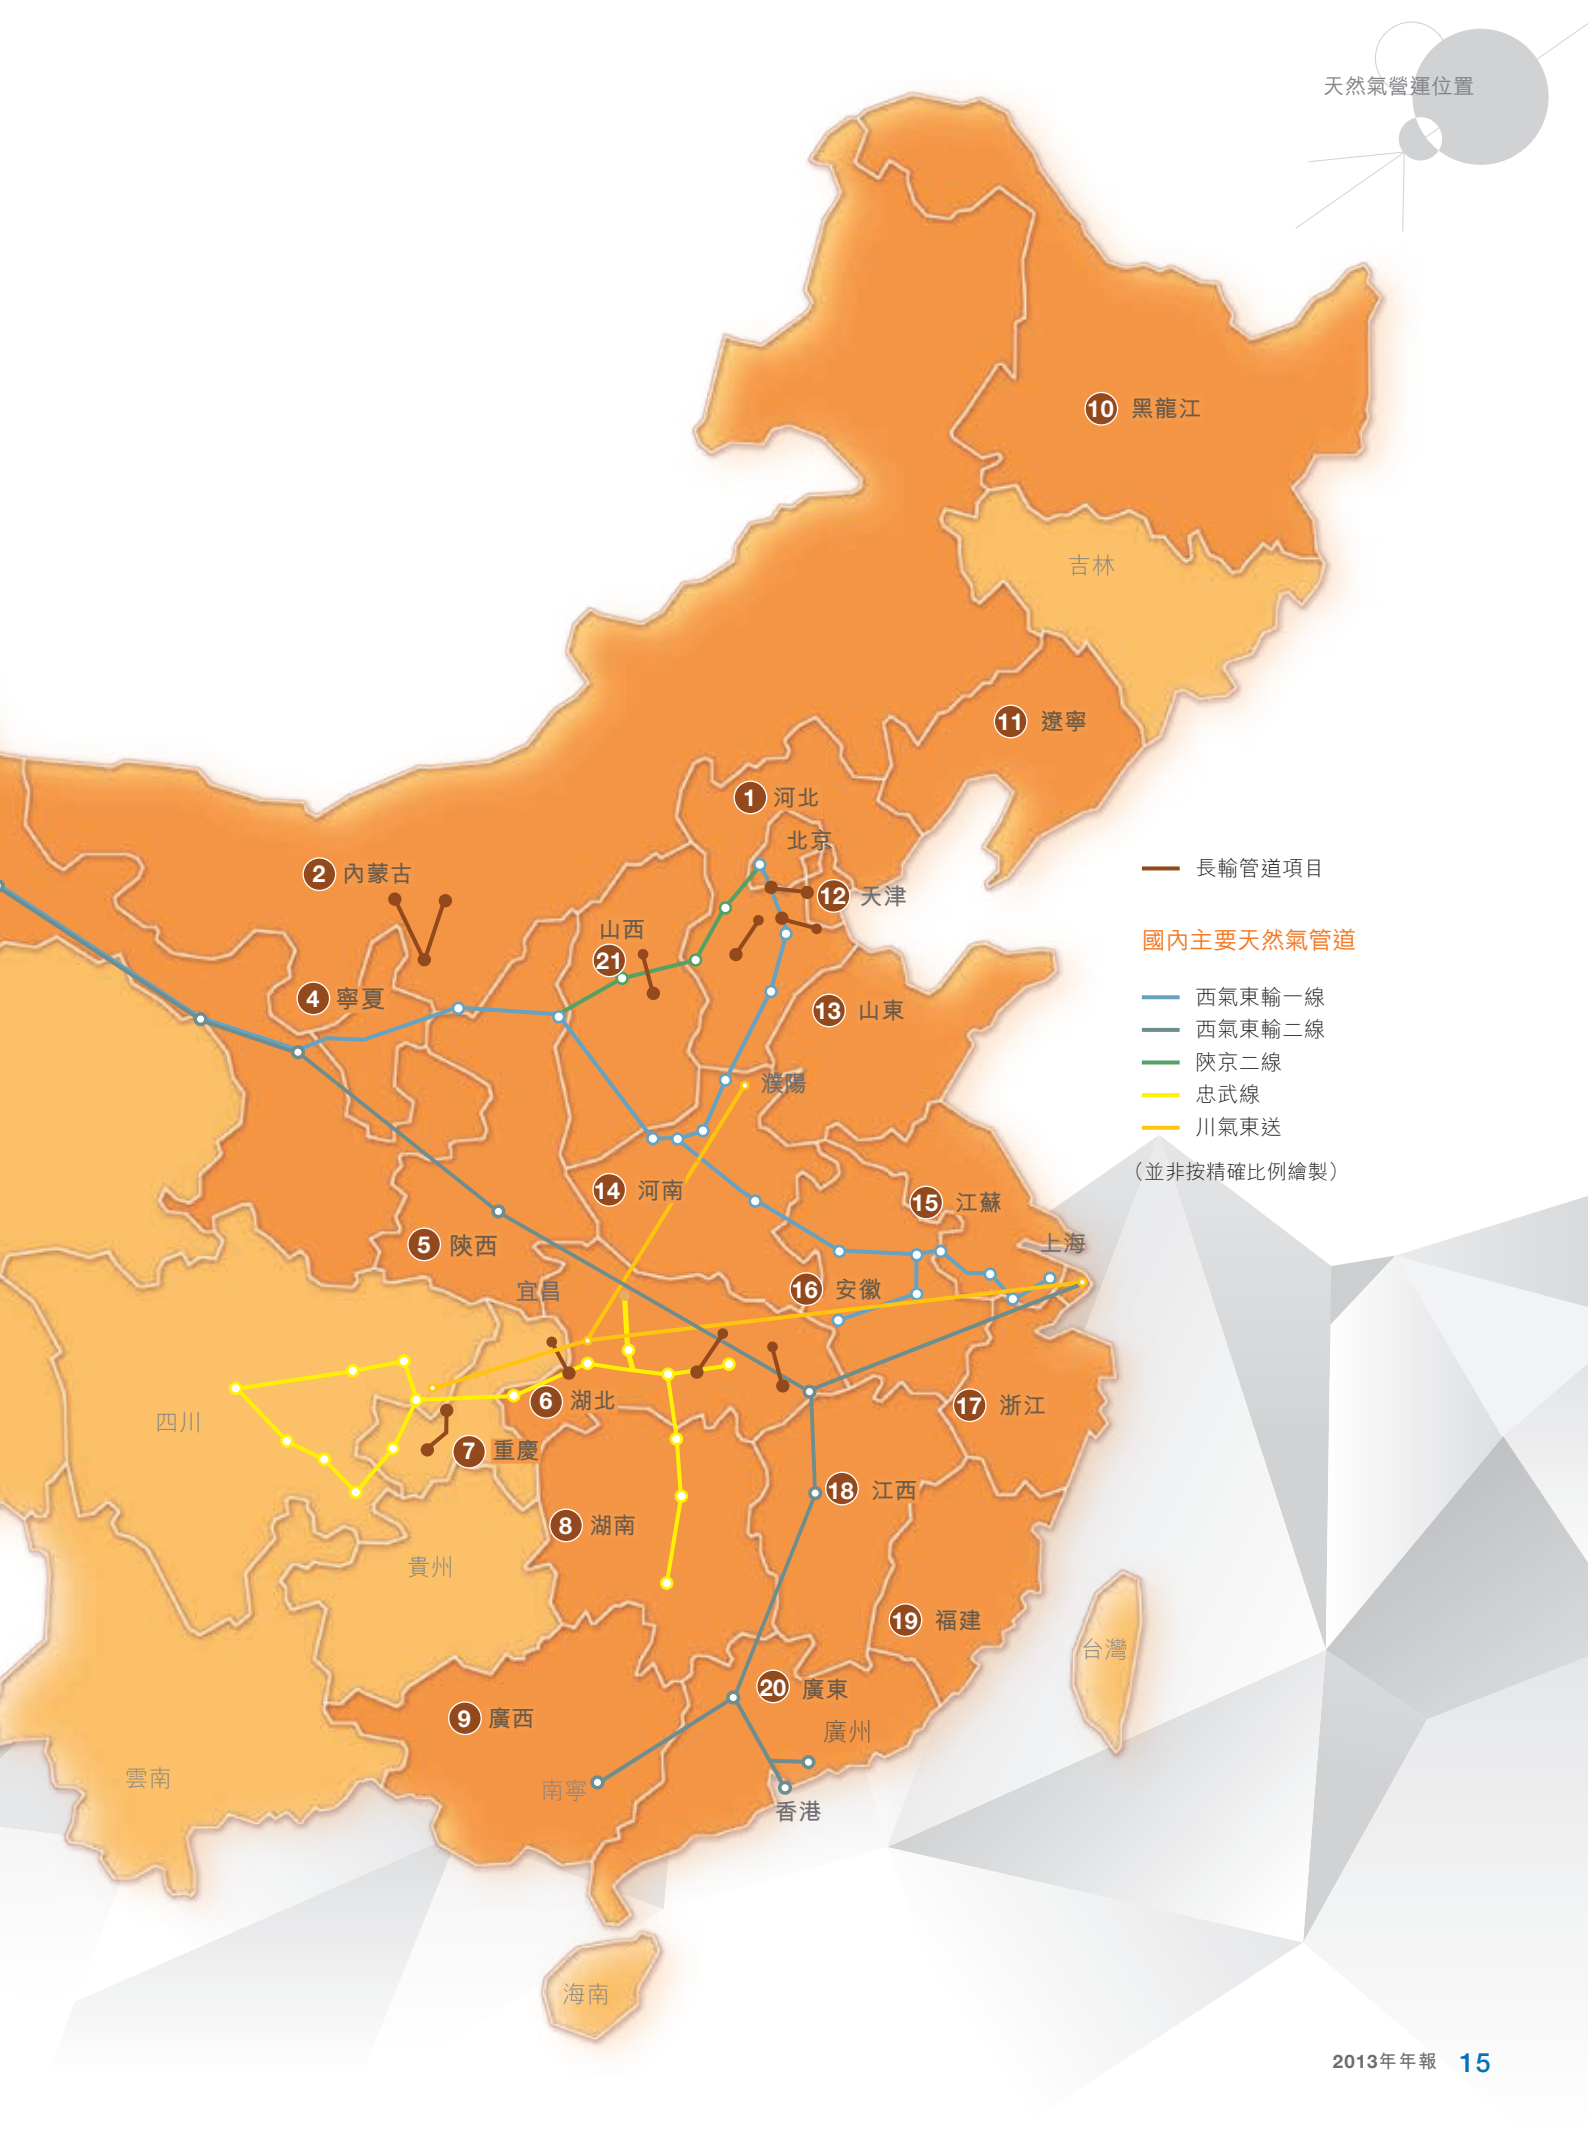 天然氣營運位置
10 黑龍江
吉林
11 遼寧
1 河北
北京
2 內蒙古
12 天津
長輸管道項目
山西
21
國內主要天然氣管道
4 寧夏
13 山東
西氣東輸一線
西氣東輸二線
陝京二線
濮陽
忠武線
川氣東送
(並非按精確比例繪製)
14 河南
15 江蘇
5 陝西
上海
宜昌
16 安徽
6 湖北
17 浙江
四川
7 重慶
18 江西
8 湖南
貴州
19 福建
台灣
20 廣東
9 廣西
廣州
雲南
南寧
香港
海南
2013年年報 15